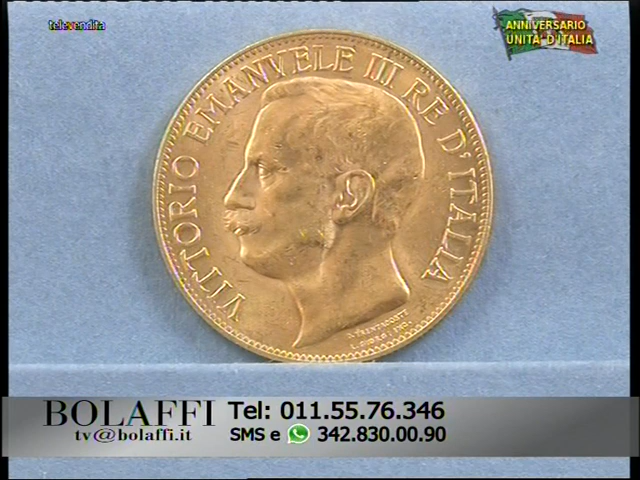 televendita
ANNIVERSARIO
UNITA' D'ITALIA
VITTORIO EMANVELE III RE D'ITALIA
D. TRENTACOSTE
BOLAFFI
tv@bolaffi.it
Tel: 011.55.76.346
SMS e 342.830.00.90